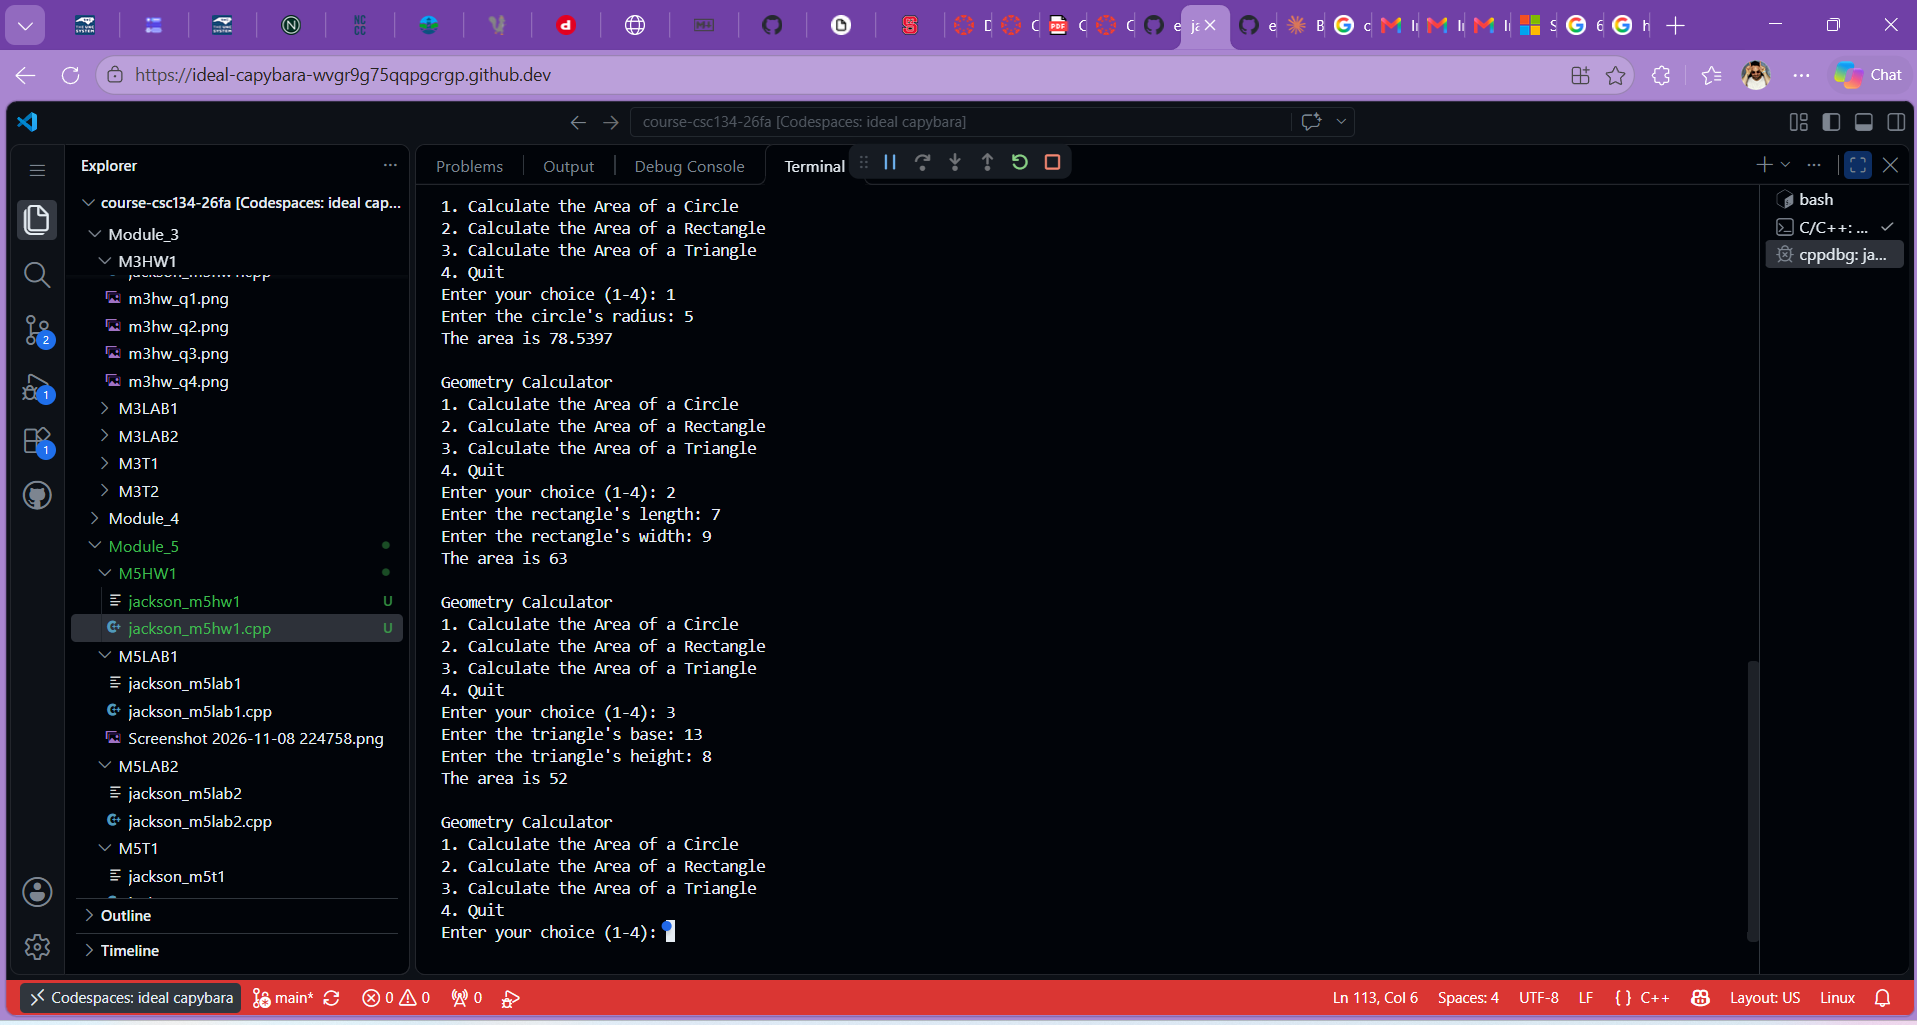 https://ideal-capybara-wvgr9g75qqpgcrgp.github.dev
Chat
course-csc134-26fa [Codespaces: ideal capybara]
Explorer
course-csc134-26fa [Codespaces: ideal cap...
Module_3
M3HW1
m3hw_q1.png
m3hw_q2.png
m3hw_q3.png
m3hw_q4.png
M3LAB1
M3LAB2
M3T1
M3T2
Module_4
Module_5
M5HW1
jackson_m5hw1 U
jackson_m5hw1.cpp U
M5LAB1
jackson_m5lab1
jackson_m5lab1.cpp
Screenshot 2026-11-08 224758.png
M5LAB2
jackson_m5lab2
jackson_m5lab2.cpp
M5T1
jackson_m5t1
Outline
Timeline
2
1
1
Problems Output Debug Console Terminal
1. Calculate the Area of a Circle
2. Calculate the Area of a Rectangle
3. Calculate the Area of a Triangle
4. Quit
Enter your choice (1-4): 1
Enter the circle's radius: 5
The area is 78.5397
Geometry Calculator
1. Calculate the Area of a Circle
2. Calculate the Area of a Rectangle
3. Calculate the Area of a Triangle
4. Quit
Enter your choice (1-4): 2
Enter the rectangle's length: 7
Enter the rectangle's width: 9
The area is 63
Geometry Calculator
1. Calculate the Area of a Circle
2. Calculate the Area of a Rectangle
3. Calculate the Area of a Triangle
4. Quit
Enter your choice (1-4): 3
Enter the triangle's base: 13
Enter the triangle's height: 8
The area is 52
Geometry Calculator
1. Calculate the Area of a Circle
2. Calculate the Area of a Rectangle
3. Calculate the Area of a Triangle
4. Quit
Enter your choice (1-4):
bash
C/C++: ...
cppdbg: ja...
Codespaces: ideal capybara main* 0 0 0 Ln 113, Col 6 Spaces: 4 UTF-8 LF {} C++ Layout: US Linux